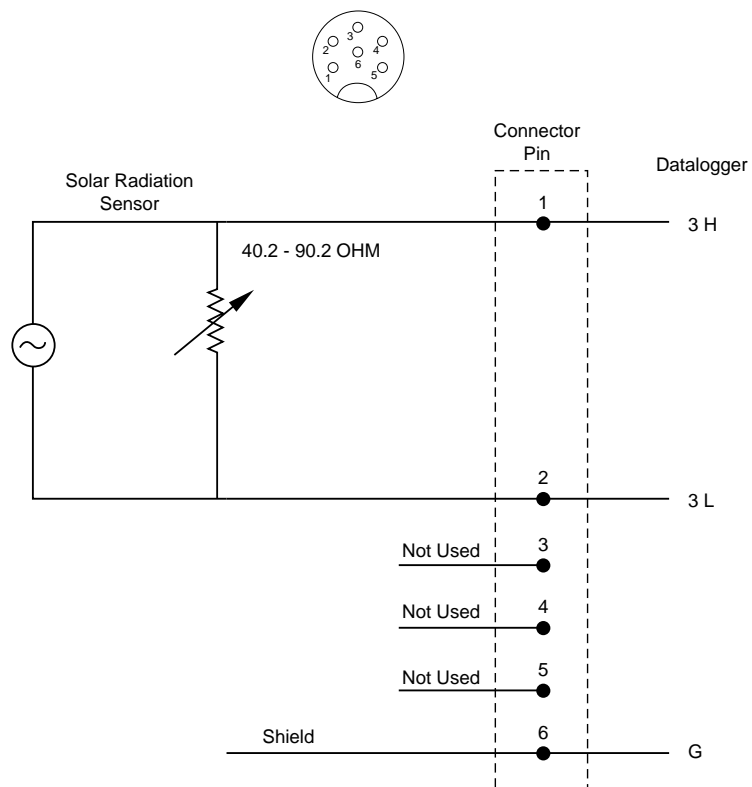 3
2
4
6
1
5
Connector
Pin
Datalogger
Solar Radiation
Sensor
1
3 H
40.2 - 90.2 OHM
2
3 L
Not Used
3
Not Used
4
Not Used
5
Shield
6
G